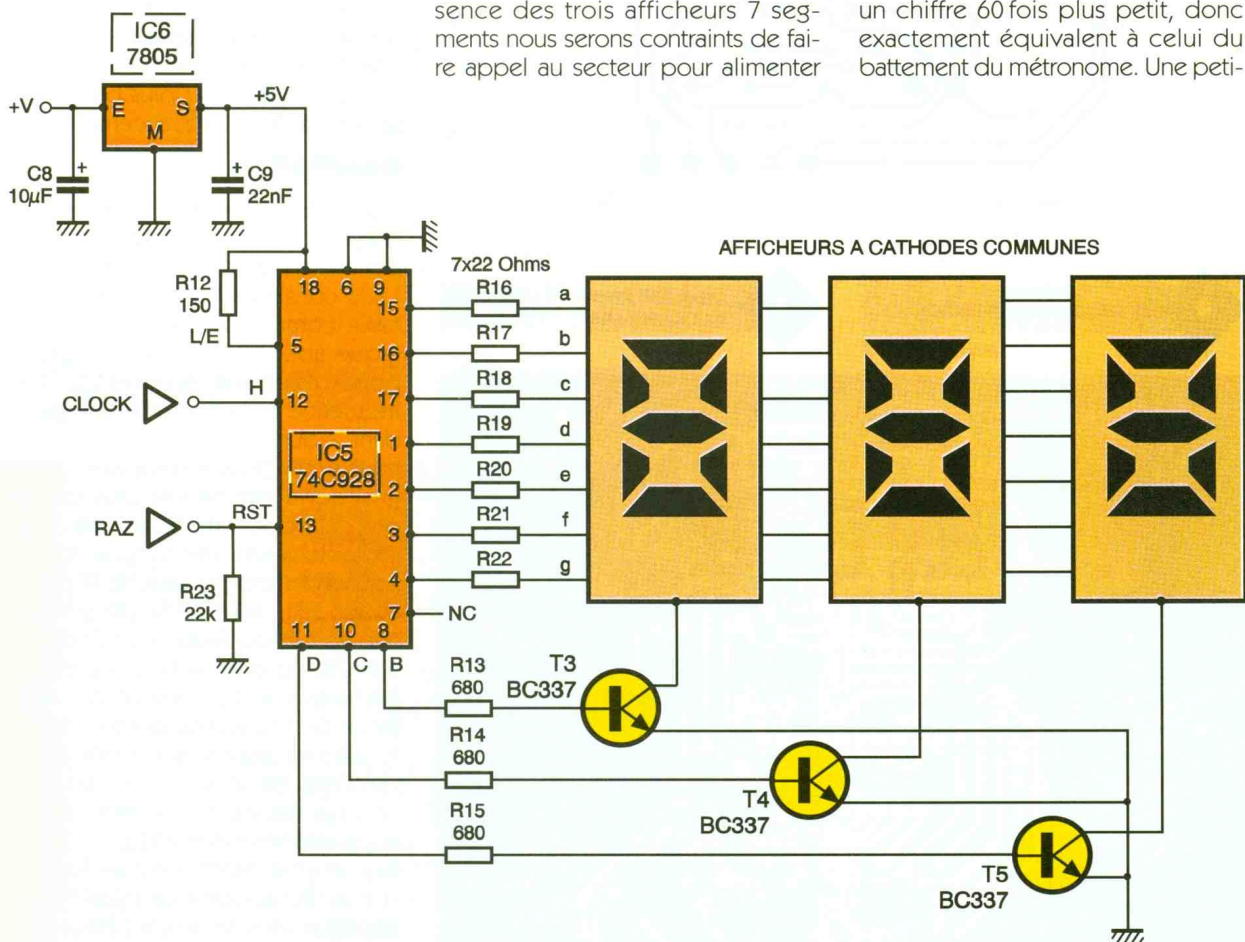 sence des trois afficheurs 7 seg-
ments nous serons contraints de fai-
re appel au secteur pour alimenter
un chiffre 60 fois plus petit, donc
exactement équivalent à celui du
battement du métronome. Une peti-
IC6
7805
+V
E
S
M
+5V
C8
10µF
+
C9
22nF
+
AFFICHEURS A CATHODES COMMUNES
R12
150
L/E
18
6
9
5
CLOCK
H
12
IC5
74C928
RAZ
RST
13
R23
22k
7x22 Ohms
15
R16
a
16
R17
b
17
R18
c
1
R19
d
2
R20
e
3
R21
f
4
R22
g
7
NC
11
10
8
D
C
B
R13
680
T3
BC337
R14
680
T4
BC337
R15
680
T5
BC337